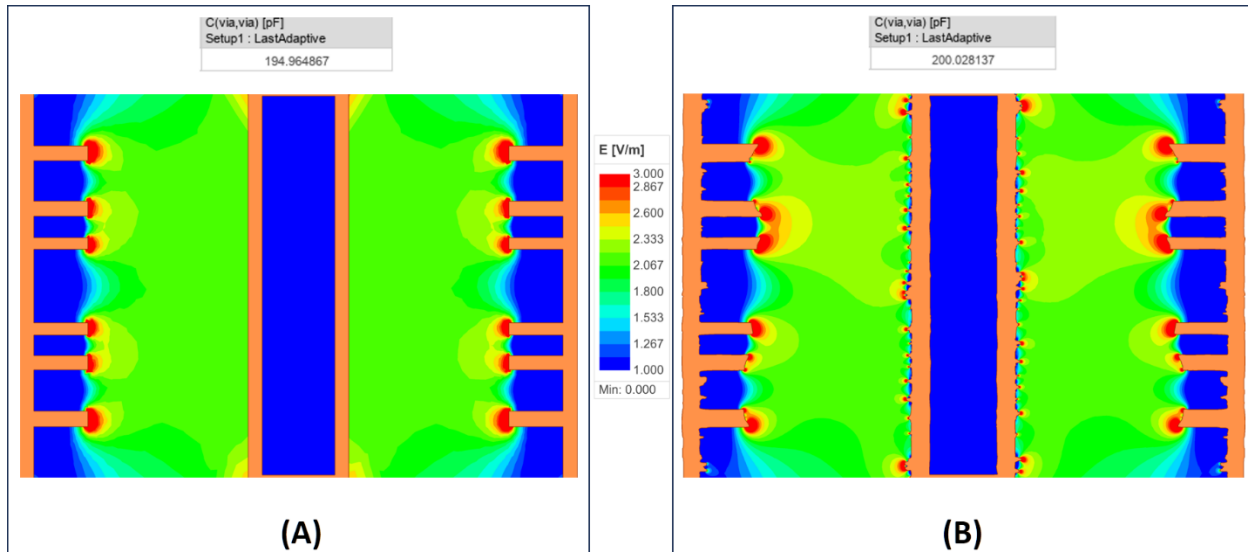 C(via,via) [pF]
Setup1 : LastAdaptive
194.964867
C(via,via) [pF]
Setup1 : LastAdaptive
200.028137
E [V/m]
3.000
2.867
2.600
2.333
2.067
1.800
1.533
1.267
1.000
Min: 0.000
(A)
(B)